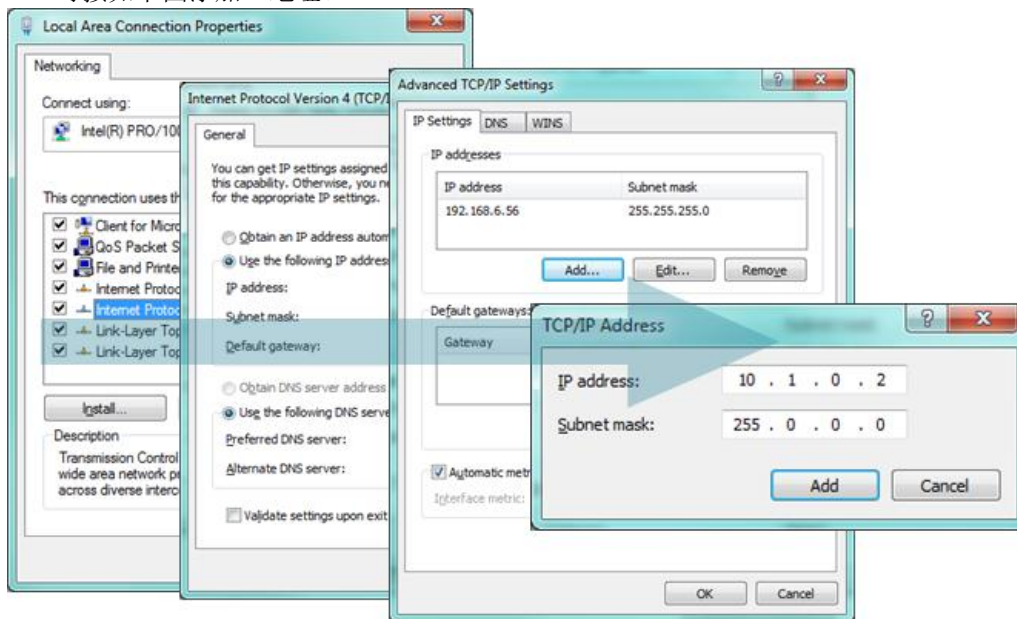 Local Area Connection Properties
Networking
Connect using:
Intel(R) PRO/100
This connection uses th
Client for Micro
QoS Packet S
File and Printe
Internet Protoc
Internet Protoc
Link-Layer Top
Link-Layer Top
Install...
Description
Transmission Control
wide area network pr
across diverse interc
Internet Protocol Version 4 (TCP/I
General
You can get IP settings assigned
this capability. Otherwise, you ne
for the appropriate IP settings.
Obtain an IP address autom
Use the following IP addres
IP address:
Subnet mask:
Default gateway:
Obtain DNS server address
Use the following DNS serve
Preferred DNS server:
Alternate DNS server:
Validate settings upon exit
Advanced TCP/IP Settings
IP Settings DNS WINS
IP addresses
IP address Subnet mask
192.168.6.56 255.255.255.0
Add... Edit... Remove
Default gateways:
Gateway
Automatic metr
Interface metric:
OK Cancel
TCP/IP Address
IP address: 10 . 1 . 0 . 2
Subnet mask: 255 . 0 . 0 . 0
Add Cancel